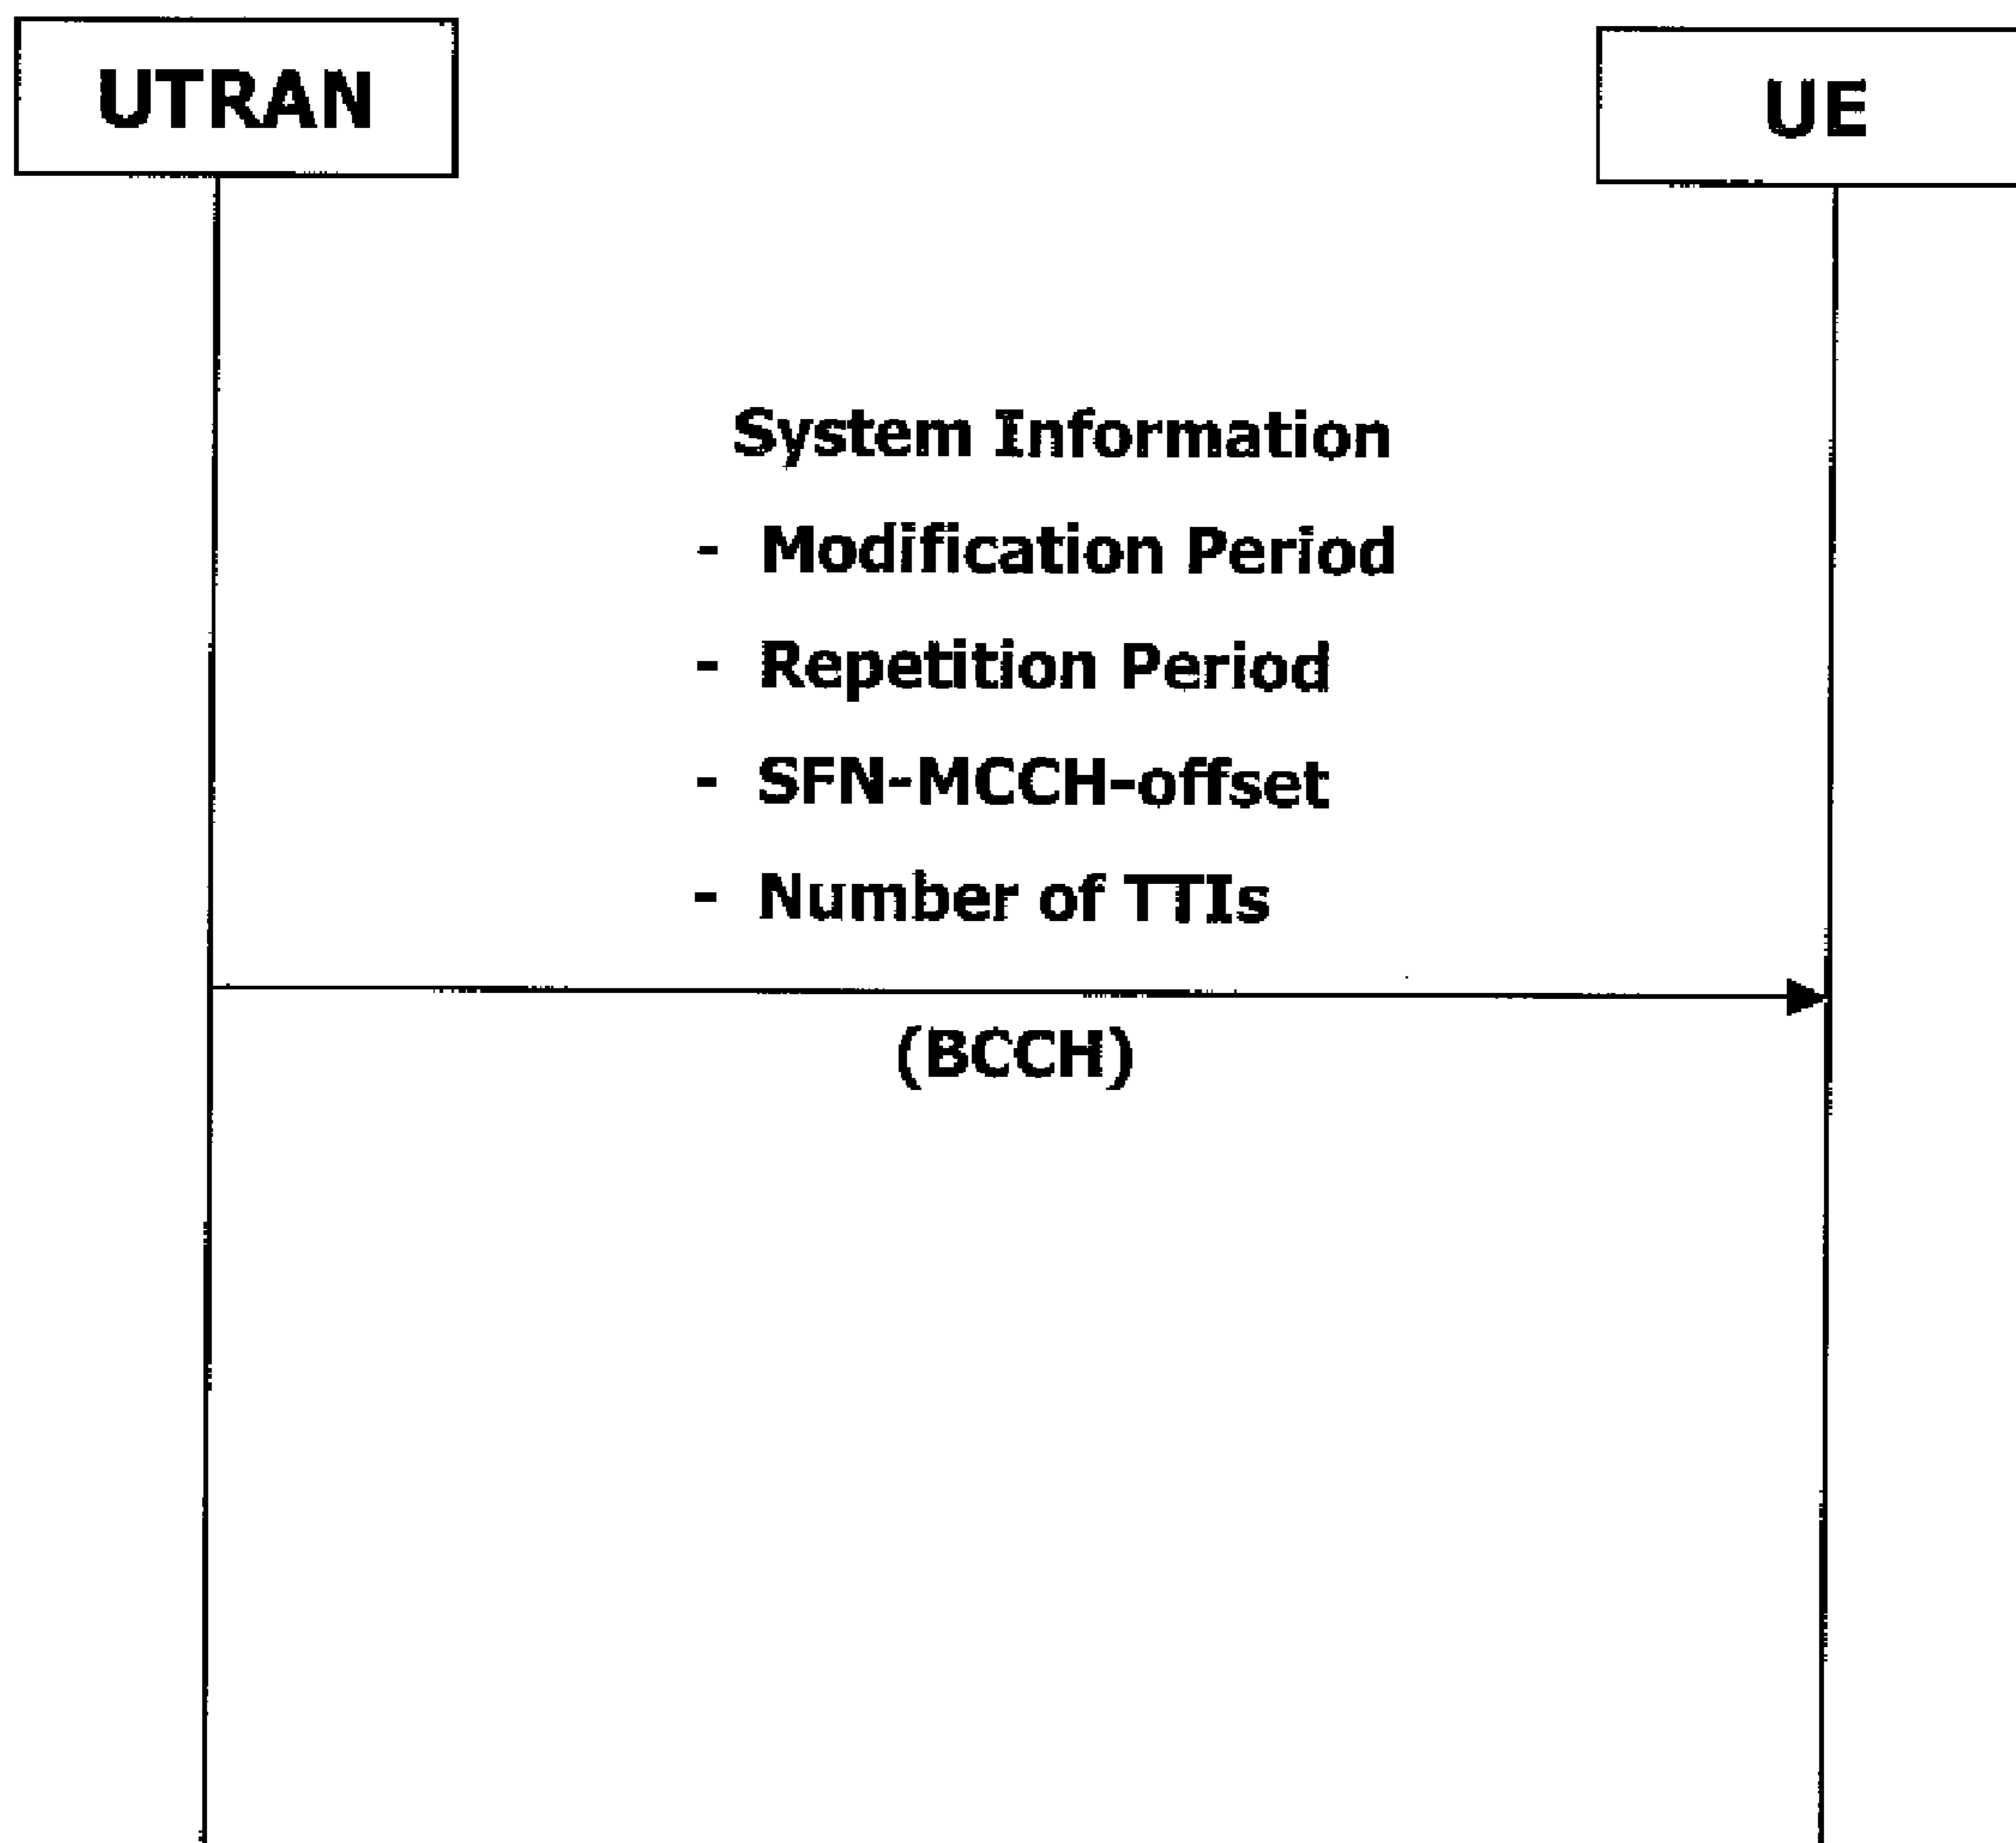 UTRAN
UE
System Information
- Modification Period
- Repetition Period
- SFN-MCCH-offset
- Number of TTIs
(BCCH)